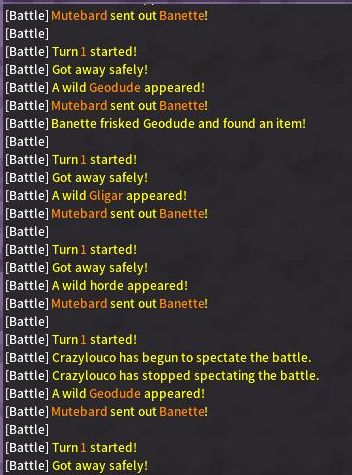 [Battle] Mutebard sent out Banette!
[Battle]
[Battle] Turn 1 started!
[Battle] Got away safely!
[Battle] A wild Geodude appeared!
[Battle] Mutebard sent out Banette!
[Battle] Banette frisked Geodude and found an item!
[Battle]
[Battle] Turn 1 started!
[Battle] Got away safely!
[Battle] A wild Gligar appeared!
[Battle] Mutebard sent out Banette!
[Battle]
[Battle] Turn 1 started!
[Battle] Got away safely!
[Battle] A wild horde appeared!
[Battle] Mutebard sent out Banette!
[Battle]
[Battle] Turn 1 started!
[Battle] Crazylouco has begun to spectate the battle.
[Battle] Crazylouco has stopped spectating the battle.
[Battle] A wild Geodude appeared!
[Battle] Mutebard sent out Banette!
[Battle]
[Battle] Turn 1 started!
[Battle] Got away safely!